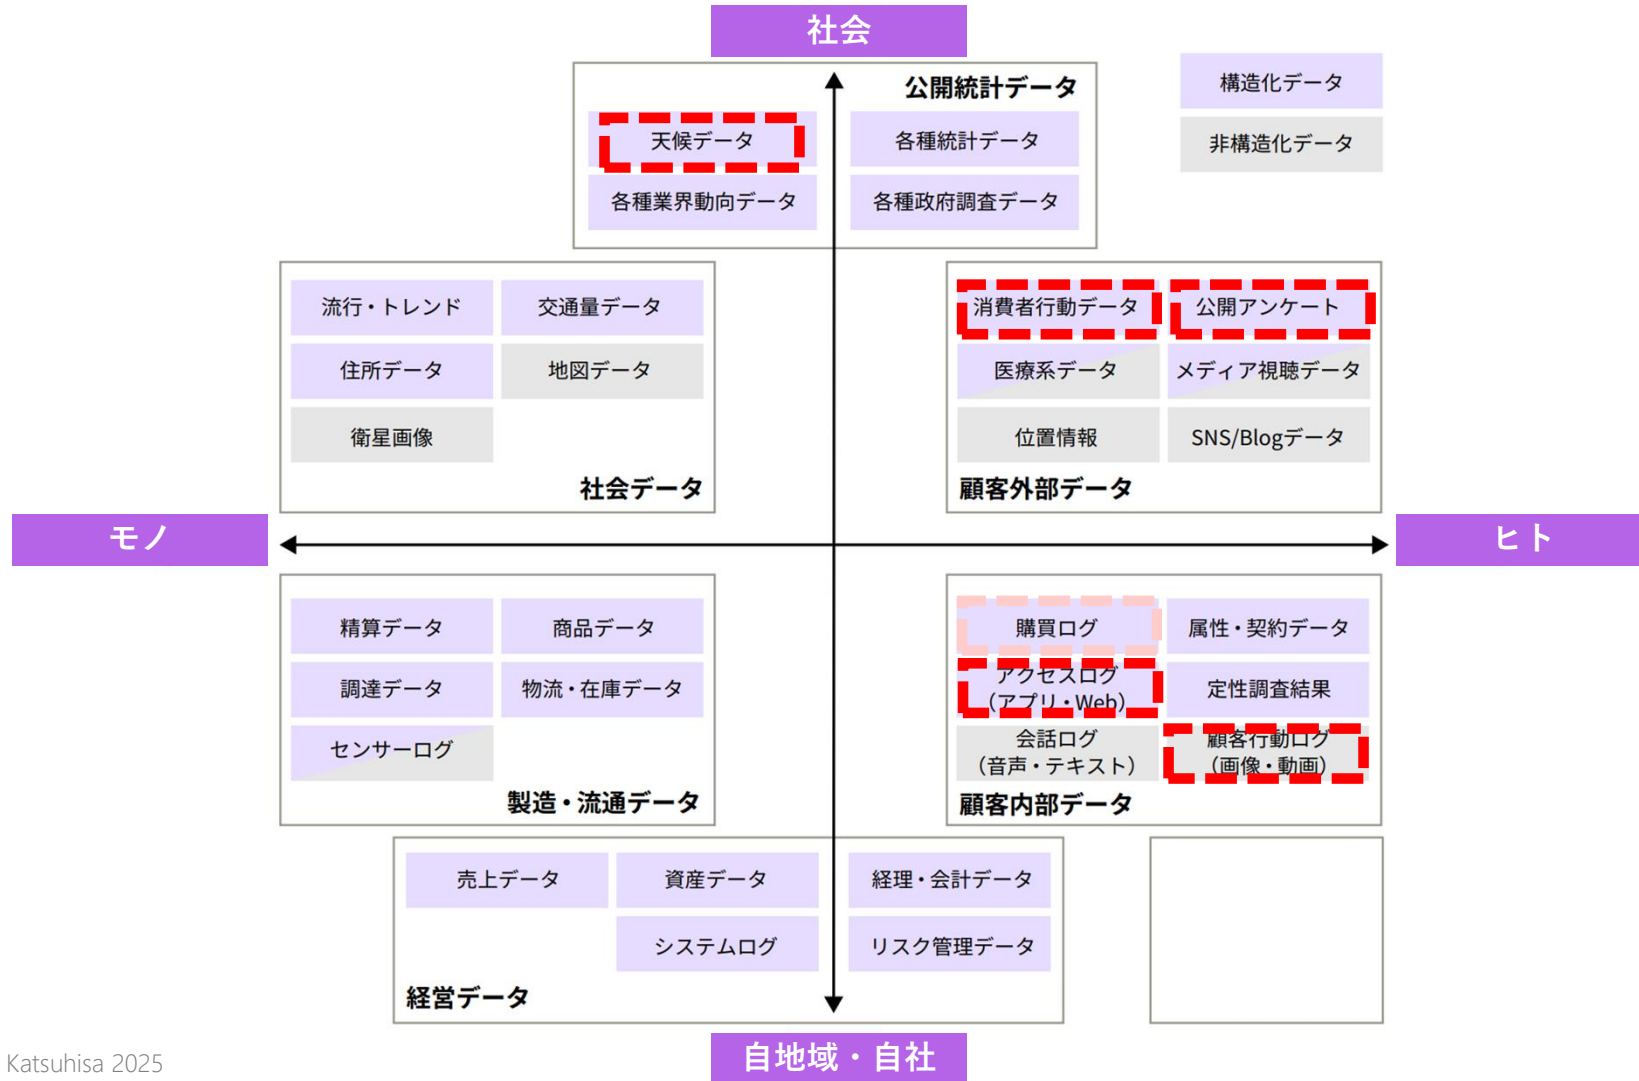 社会
公開統計データ
天候データ
各種統計データ
各種業界動向データ
各種政府調査データ
構造化データ
非構造化データ
流行・トレンド
交通量データ
住所データ
地図データ
衛星画像
社会データ
消費者行動データ
公開アンケート
医療系データ
メディア視聴データ
位置情報
SNS/Blogデータ
顧客外部データ
モノ
ヒト
精算データ
商品データ
調達データ
物流・在庫データ
センサーログ
製造・流通データ
購買ログ
属性・契約データ
アクセスログ
（アプリ・Web）
定性調査結果
会話ログ
（音声・テキスト）
顧客行動ログ
（画像・動画）
顧客内部データ
売上データ
資産データ
経理・会計データ
システムログ
リスク管理データ
経営データ
自地域・自社
Katsuhisa 2025